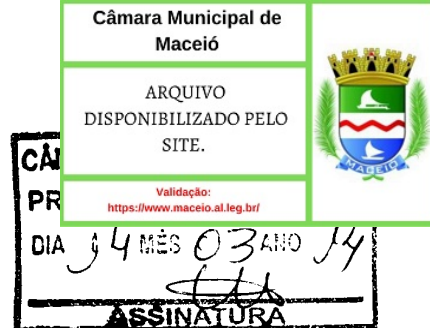 Câmara Municipal de
Maceió
ARQUIVO
DISPONIBILIZADO PELO
SITE.
Validação:
https://www.maceio.al.leg.br/
MACEIÓ
CÂ
PR
DIA 14 MÊS 03 ANO 14
ASSINATURA